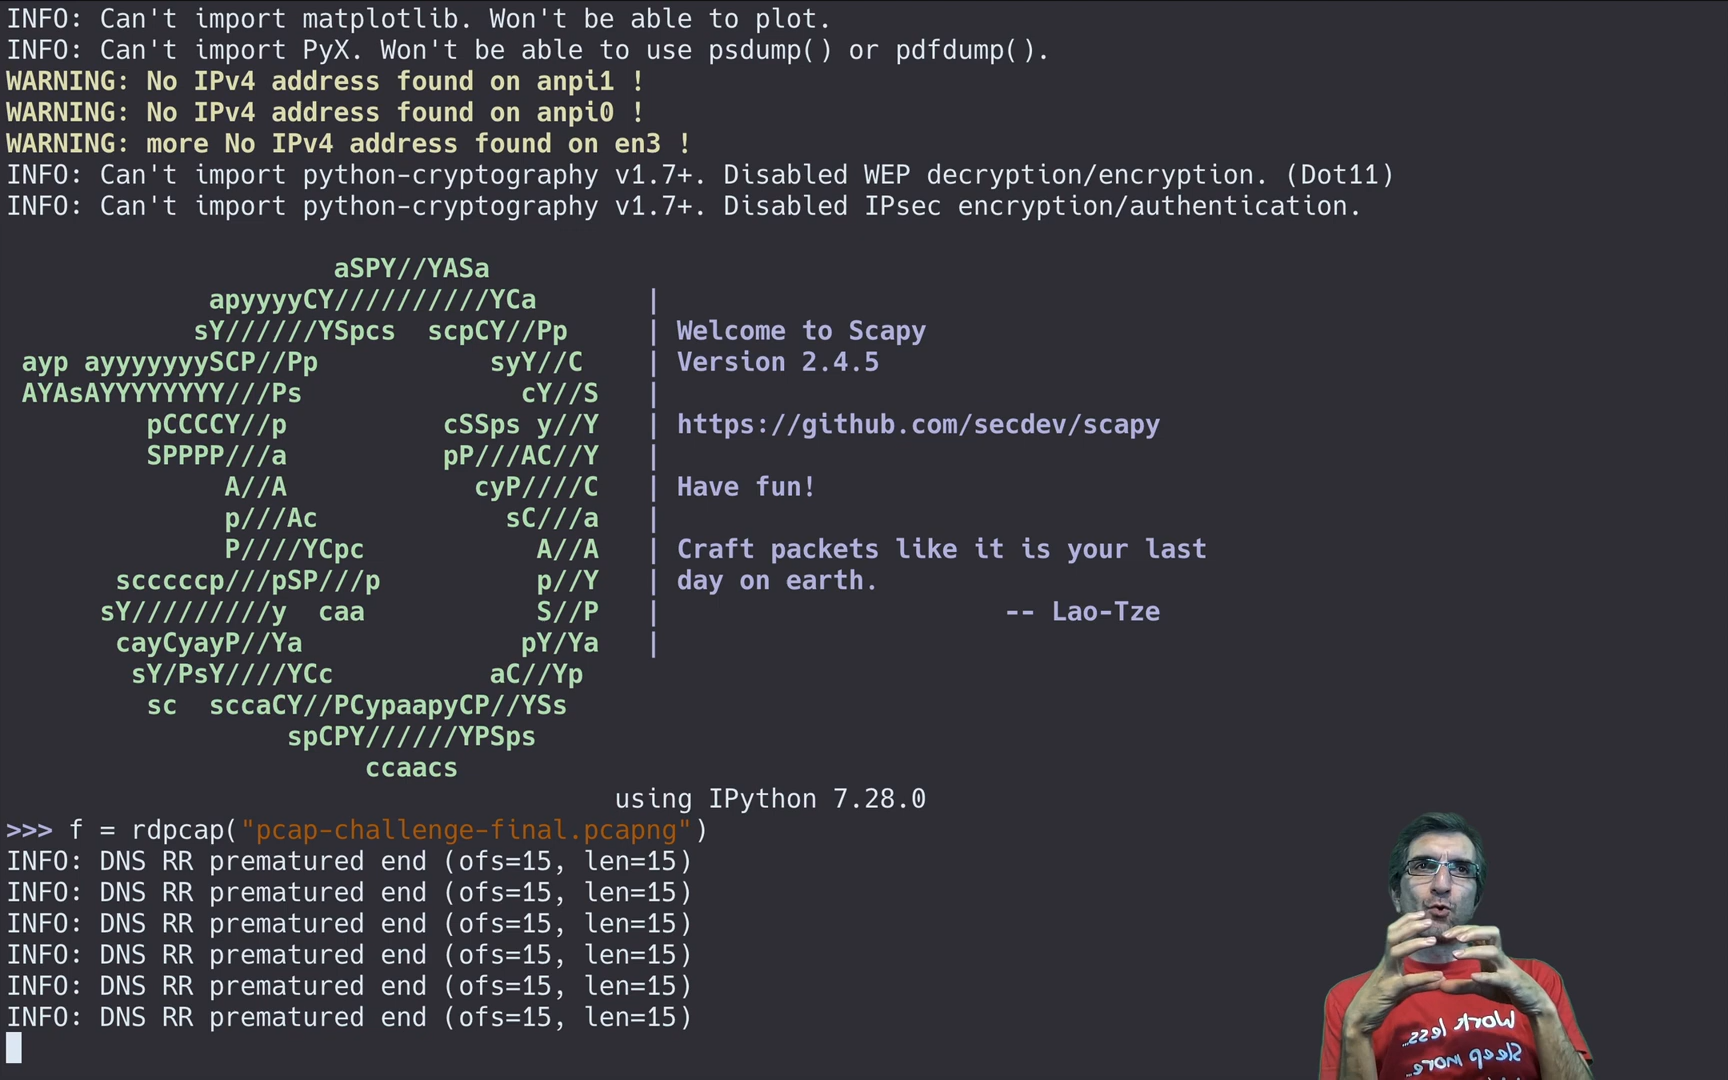 INFO: Can't import matplotlib. Won't be able to plot.
INFO: Can't import PyX. Won't be able to use psdump() or pdfdump().
WARNING: No IPv4 address found on anpi1 !
WARNING: No IPv4 address found on anpi0 !
WARNING: more No IPv4 address found on en3 !
INFO: Can't import python-cryptography v1.7+. Disabled WEP decryption/encryption. (Dot11)
INFO: Can't import python-cryptography v1.7+. Disabled IPsec encryption/authentication.
                     aSPY//YASa
             apyyyyCY//////////YCa       |
            sY//////YSpcs  scpCY//Pp     | Welcome to Scapy
 ayp ayyyyyyySCP//Pp           syY//C    | Version 2.4.5
 AYAsAYYYYYYYY///Ps              cY//S   |
         pCCCCY//p          cSSps y//Y   | https://github.com/secdev/scapy
         SPPPP///a          pP///AC//Y   |
              A//A            cyP////C   | Have fun!
              p///Ac            sC///a   |
              P////YCpc           A//A   | Craft packets like it is your last
       scccccp///pSP///p          p//Y   | day on earth.
      sY/////////y  caa           S//P   |                      -- Lao-Tze
       cayCyayP//Ya              pY/Ya   |
        sY/PsY////YCc          aC//Yp
         sc  sccaCY//PCypaapyCP//YSs
                  spCPY//////YPSps
                       ccaacs
                                       using IPython 7.28.0
>>> f = rdpcap("pcap-challenge-final.pcapng")
INFO: DNS RR prematured end (ofs=15, len=15)
INFO: DNS RR prematured end (ofs=15, len=15)
INFO: DNS RR prematured end (ofs=15, len=15)
INFO: DNS RR prematured end (ofs=15, len=15)
INFO: DNS RR prematured end (ofs=15, len=15)
INFO: DNS RR prematured end (ofs=15, len=15)
Work less...
Sleep more...